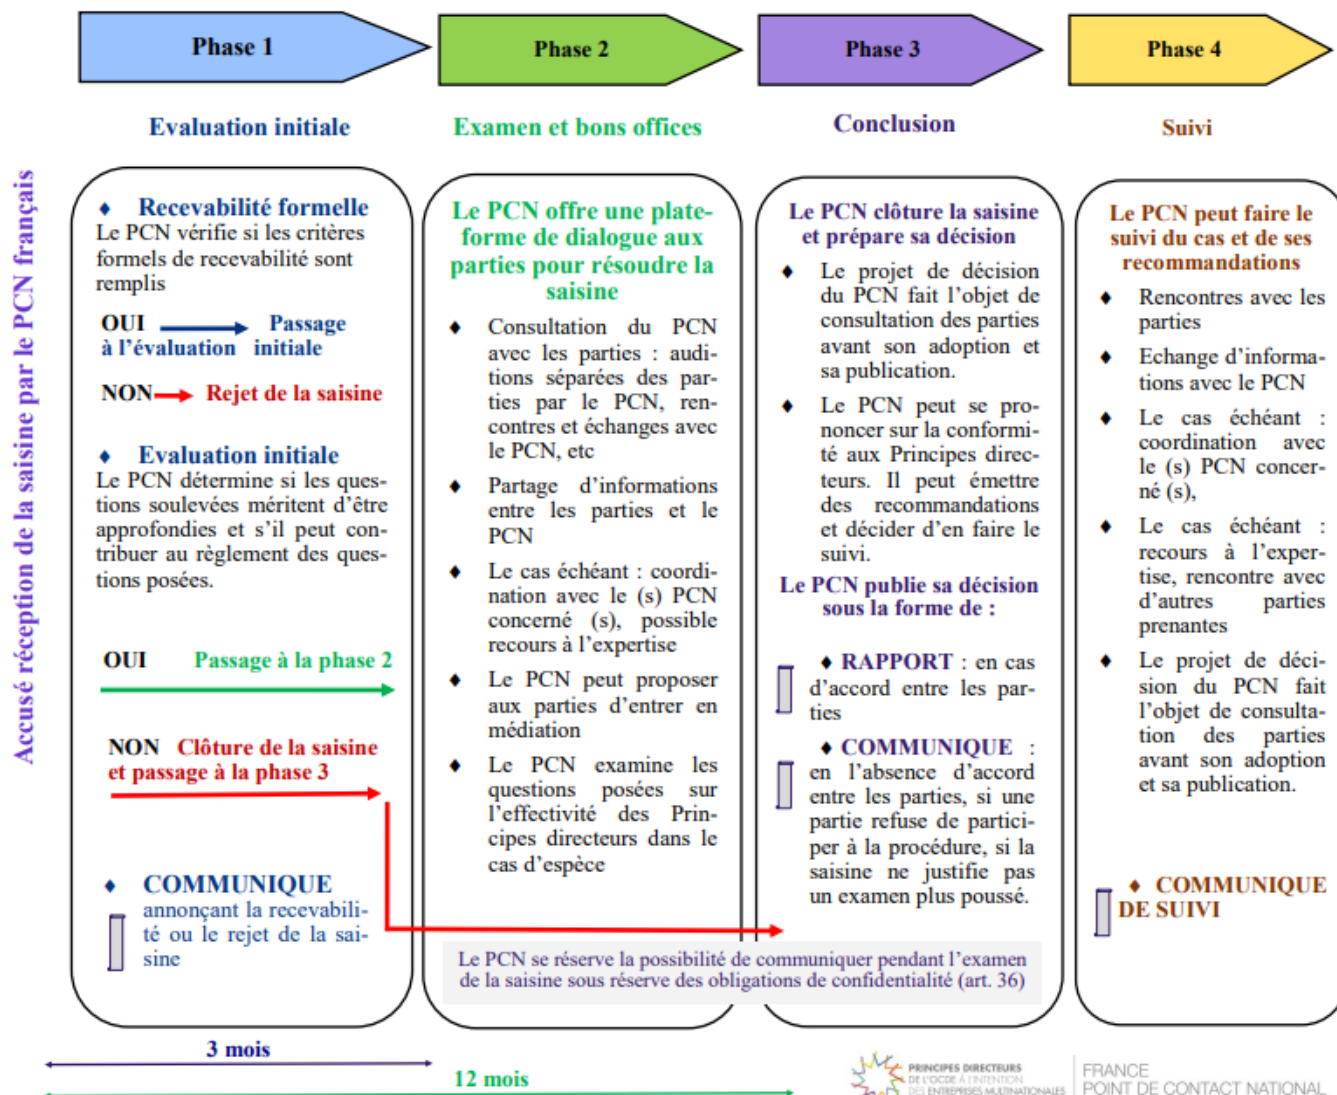 Phase 1
Phase 2
Phase 3
Phase 4
Evaluation initiale
Examen et bons offices
Conclusion
Suivi
Accusé réception de la saisine par le PCN français
♦ Recevabilité formelle
Le PCN vérifie si les critères
formels de recevabilité sont
remplis
OUI Passage
à l'évaluation initiale
NON Rejet de la saisine
♦ Evaluation initiale
Le PCN détermine si les ques-
tions soulevées méritent d'être
approfondies et s'il peut con-
tribuer au règlement des ques-
tions posées.
OUI Passage à la phase 2
NON Clôture de la saisine
et passage à la phase 3
♦ COMMUNIQUE
annonçant la recevabili-
té ou le rejet de la sai-
sine
Le PCN offre une plate-
forme de dialogue aux
parties pour résoudre la
saisine
♦ Consultation du PCN
avec les parties : audi-
tions séparées des par-
ties par le PCN, ren-
contres et échanges avec
le PCN, etc
♦ Partage d'informations
entre les parties et le
PCN
♦ Le cas échéant : coordi-
nation avec le (s) PCN
concerné (s), possible
recours à l'expertise
♦ Le PCN peut proposer
aux parties d'entrer en
médiation
♦ Le PCN examine les
questions posées sur
l'effectivité des Prin-
cipes directeurs dans le
cas d'espèce
Le PCN clôture la saisine
et prépare sa décision
♦ Le projet de décision
du PCN fait l'objet de
consultation des parties
avant son adoption et
sa publication.
♦ Le PCN peut se pro-
noncer sur la conformi-
té aux Principes direc-
teurs. Il peut émettre
des recommandations
et décider d'en faire le
suivi.
Le PCN publie sa décision
sous la forme de :
♦ RAPPORT : en cas
d'accord entre les par-
ties
♦ COMMUNIQUE :
en l'absence d'accord
entre les parties, si une
partie refuse de partici-
per à la procédure, si la
saisine ne justifie pas
un examen plus poussé.
Le PCN peut faire le
suivi du cas et de ses
recommandations
♦ Rencontres avec les
parties
♦ Echange d'informa-
tions avec le PCN
♦ Le cas échéant :
coordination avec
le (s) PCN concer-
né (s),
♦ Le cas échéant :
recours à l'exper-
tise, rencontre avec
d'autres parties
prenantes
♦ Le projet de déci-
sion du PCN fait
l'objet de consulta-
tion des parties
avant son adoption
et sa publication.
♦ COMMUNIQUE
DE SUIVI
Le PCN se réserve la possibilité de communiquer pendant l'examen
de la saisine sous réserve des obligations de confidentialité (art. 36)
3 mois
12 mois
PRINCIPES DIRECTEURS
DE L'OCDE À L'INTENTION
DES ENTREPRISES MULTINATIONALES
FRANCE
POINT DE CONTACT NATIONAL